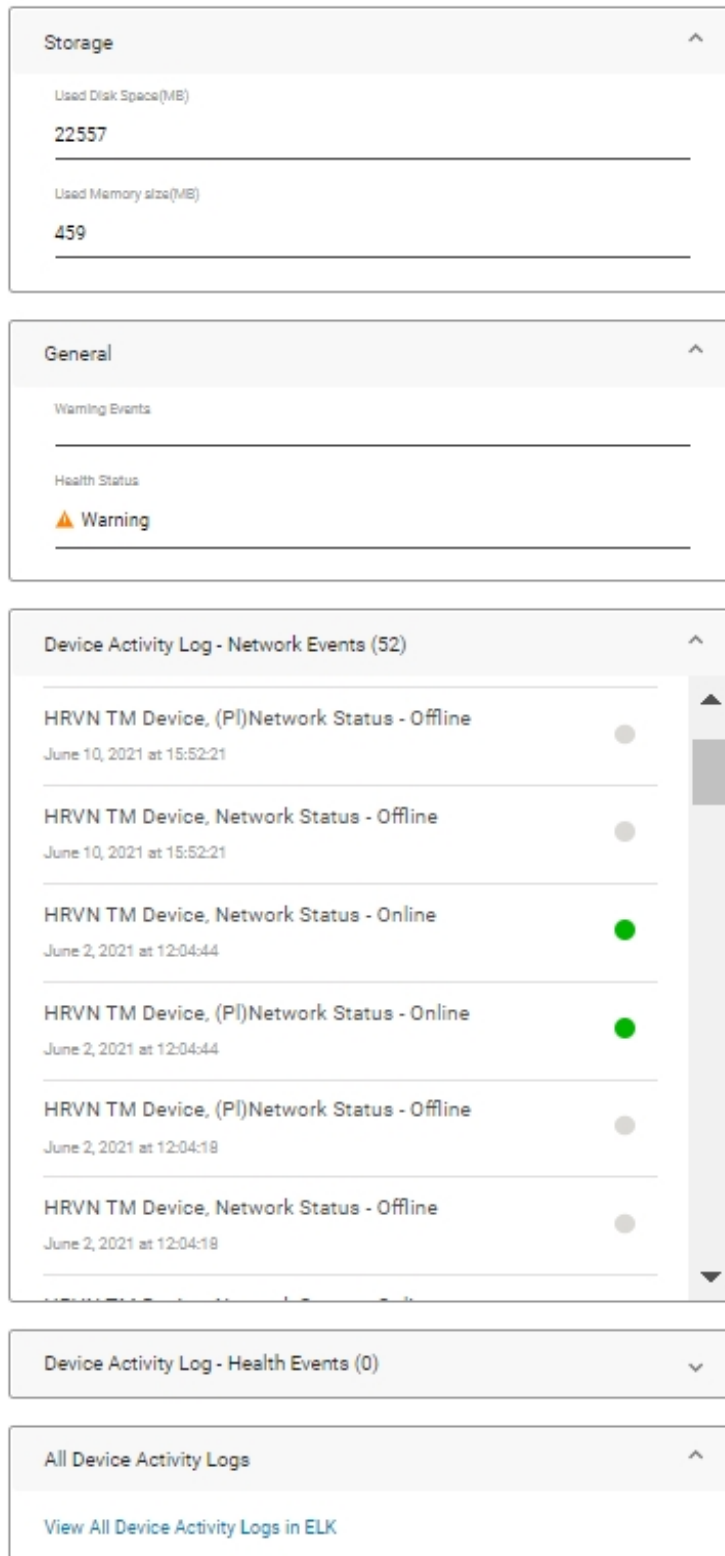 Storage
Used Disk Space(MB)
22557
Used Memory size(MB)
459
General
Warning Events
Health Status
Warning
Device Activity Log - Network Events (52)
HRVN TM Device, (PI)Network Status - Offline
June 10, 2021 at 15:52:21
HRVN TM Device, Network Status - Offline
June 10, 2021 at 15:52:21
HRVN TM Device, Network Status - Online
June 2, 2021 at 12:04:44
HRVN TM Device, (PI)Network Status - Online
June 2, 2021 at 12:04:44
HRVN TM Device, (PI)Network Status - Offline
June 2, 2021 at 12:04:18
HRVN TM Device, Network Status - Offline
June 2, 2021 at 12:04:18
Device Activity Log - Health Events (0)
All Device Activity Logs
View All Device Activity Logs in ELK